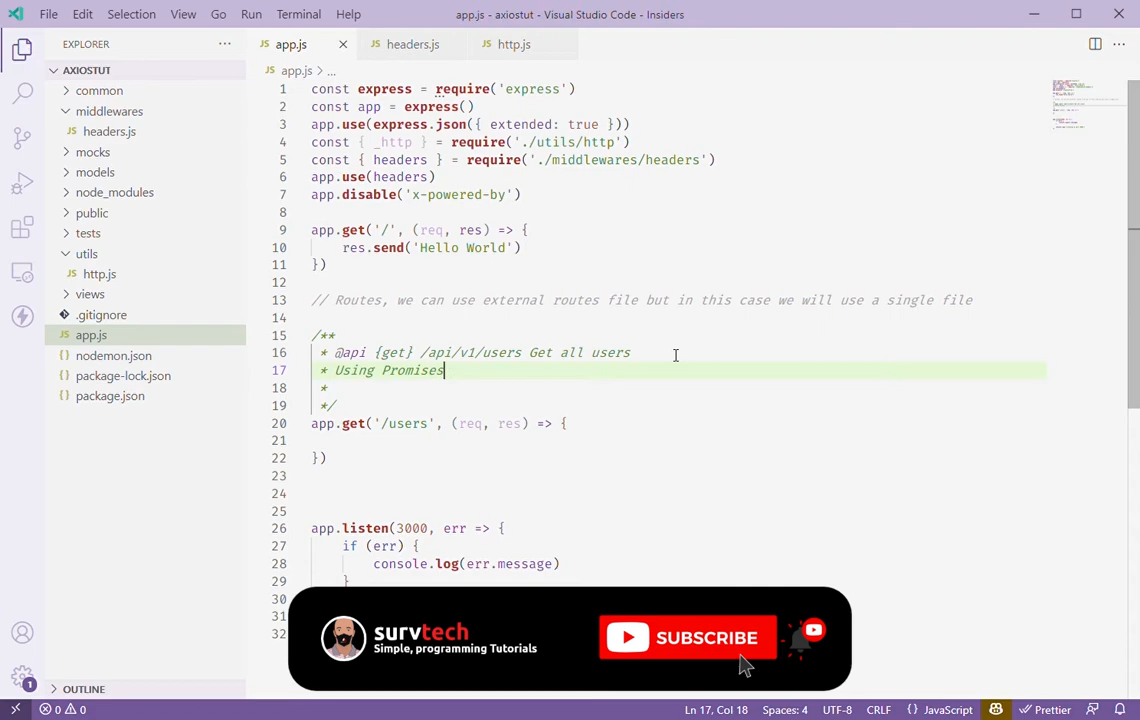 File Edit Selection View Go Run Terminal Help app.js - axiostut - Visual Studio Code - Insiders
EXPLORER
AXIOSTUT
common
middlewares
JS headers.js
mocks
models
node_modules
public
tests
utils
JS http.js
views
.gitignore
JS app.js
{} nodemon.json
{} package-lock.json
{} package.json
OUTLINE
JS app.js JS headers.js JS http.js
JS app.js > ...
1 const express = require('express')
2 const app = express()
3 app.use(express.json({ extended: true }))
4 const { _http } = require('./utils/http')
5 const { headers } = require('./middlewares/headers')
6 app.use(headers)
7 app.disable('x-powered-by')
8
9 app.get('/', (req, res) => {
10 res.send('Hello World')
11 })
12
13 // Routes, we can use external routes file but in this case we will use a single file
14
15 /**
16 * @api {get} /api/v1/users Get all users
17 * Using Promises
18 *
19 */
20 app.get('/users', (req, res) => {
21
22 })
23
24
25
26 app.listen(3000, err => {
27 if (err) {
28 console.log(err.message)
29 }
30
31
32
survtech
Simple, programming Tutorials
SUBSCRIBE
1
0 0 Ln 17, Col 18 Spaces: 4 UTF-8 CRLF {} JavaScript Prettier